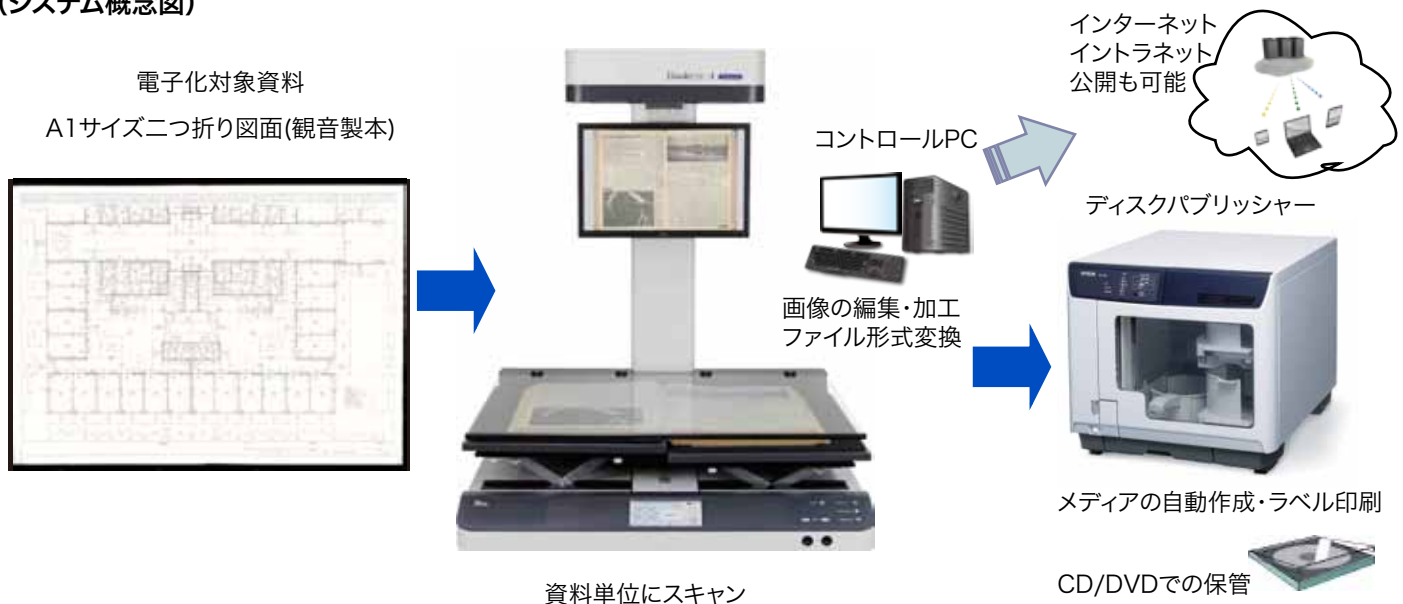 (システム概念図)
電子化対象資料
A1サイズ二つ折り図面(観音製本)
資料単位にスキャン
コントロールPC
画像の編集・加工
ファイル形式変換
インターネット
イントラネット
公開も可能
ディスクパブリッシャー
EPSON
メディアの自動作成・ラベル印刷
CD/DVDでの保管